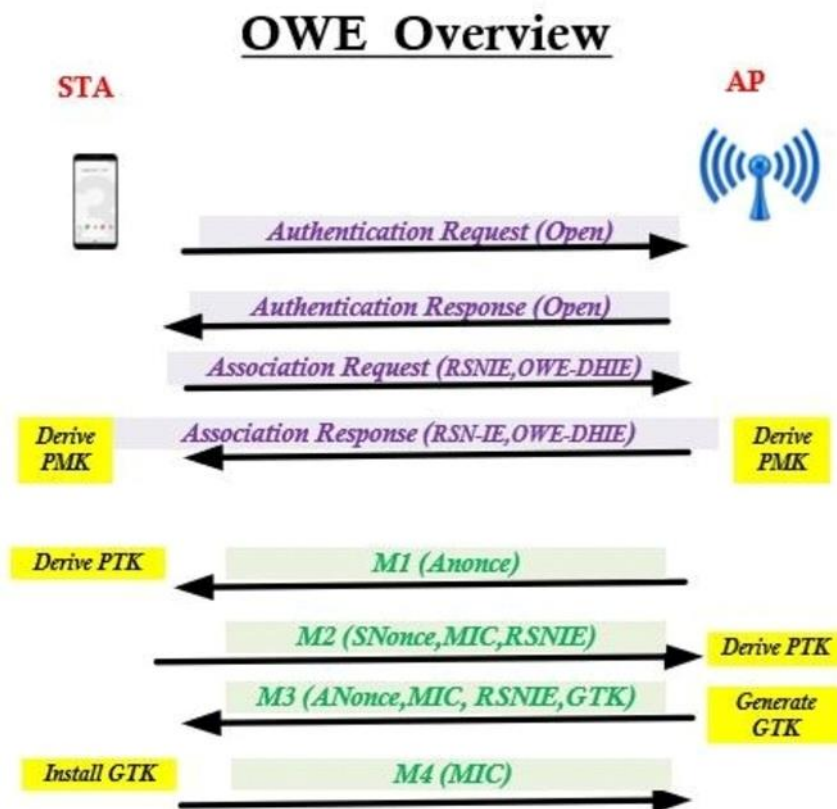 OWE Overview
STA
AP
Authentication Request (Open)
Authentication Response (Open)
Association Request (RSNIE,OWE-DHIE)
Derive
PMK
Association Response (RSN-IE,OWE-DHIE)
Derive
PMK
Derive PTK
M1 (Anonce)
M2 (SNonce,MIC,RSNIE)
Derive PTK
M3 (ANonce,MIC, RSNIE,GTK)
Generate
GTK
Install GTK
M4 (MIC)